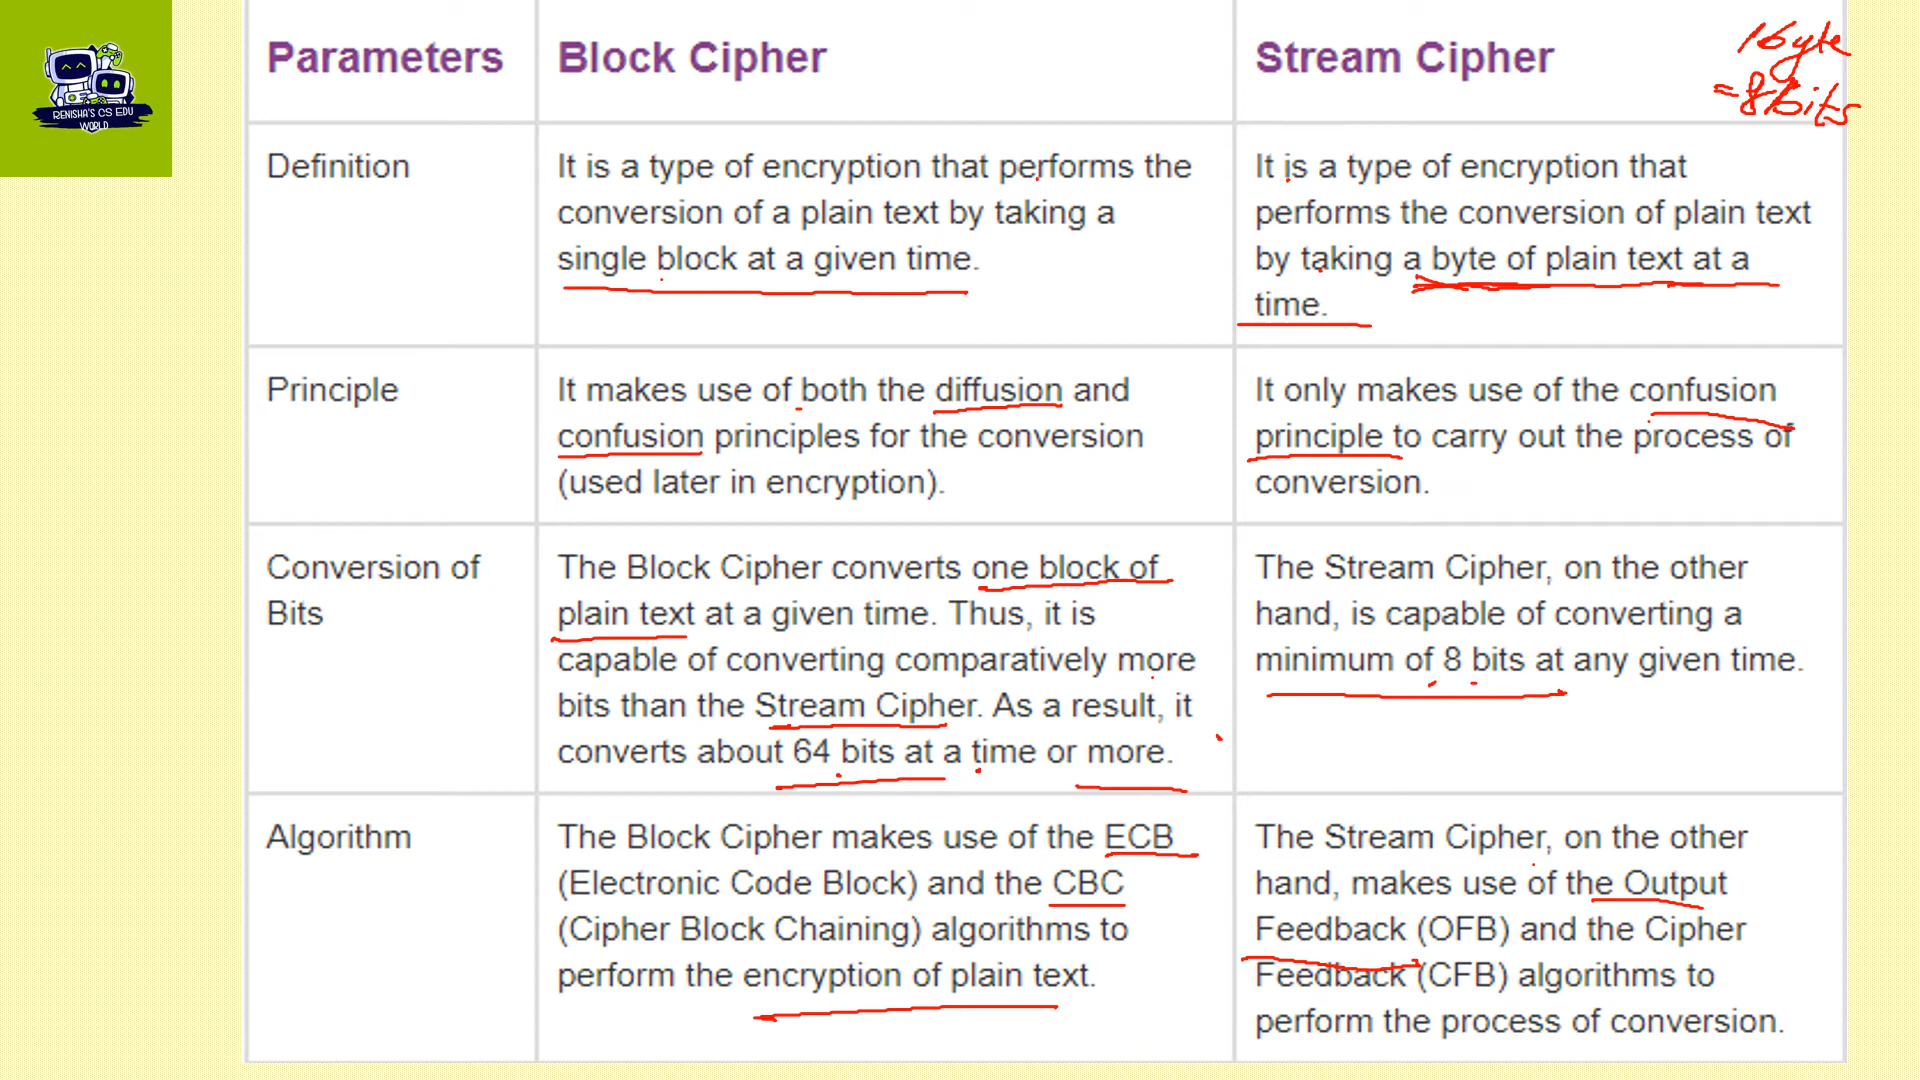 RENISHA'S CS EDU
WORLD
Parameters
Block Cipher
Stream Cipher
1 Byte
= 8 bits
Definition
It is a type of encryption that performs the
conversion of a plain text by taking a
single block at a given time.
It is a type of encryption that
performs the conversion of plain text
by taking a byte of plain text at a
time.
Principle
It makes use of both the diffusion and
confusion principles for the conversion
(used later in encryption).
It only makes use of the confusion
principle to carry out the process of
conversion.
Conversion of
Bits
The Block Cipher converts one block of
plain text at a given time. Thus, it is
capable of converting comparatively more
bits than the Stream Cipher. As a result, it
converts about 64 bits at a time or more.
The Stream Cipher, on the other
hand, is capable of converting a
minimum of 8 bits at any given time.
Algorithm
The Block Cipher makes use of the ECB
(Electronic Code Block) and the CBC
(Cipher Block Chaining) algorithms to
perform the encryption of plain text.
The Stream Cipher, on the other
hand, makes use of the Output
Feedback (OFB) and the Cipher
Feedback (CFB) algorithms to
perform the process of conversion.